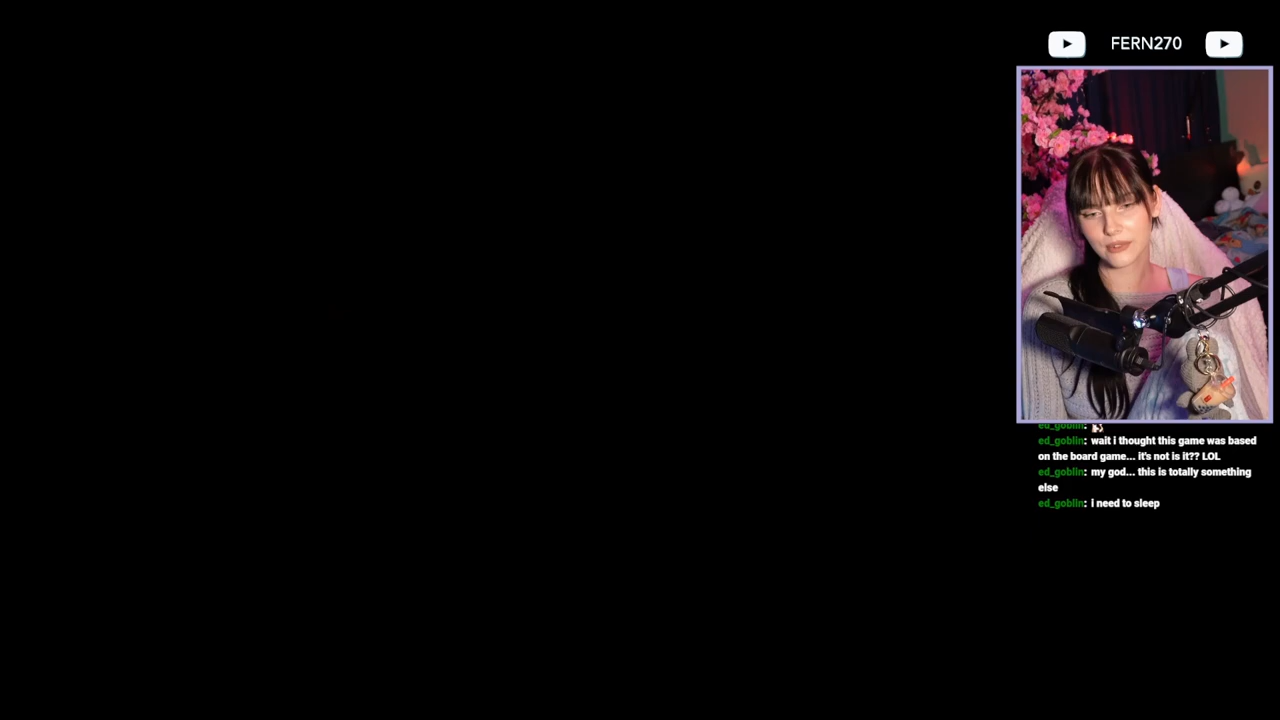 FERN270
ed_goblin:
ed_goblin: wait i thought this game was based
on the board game... it's not is it?? LOL
ed_goblin: my god... this is totally something
else
ed_goblin: i need to sleep